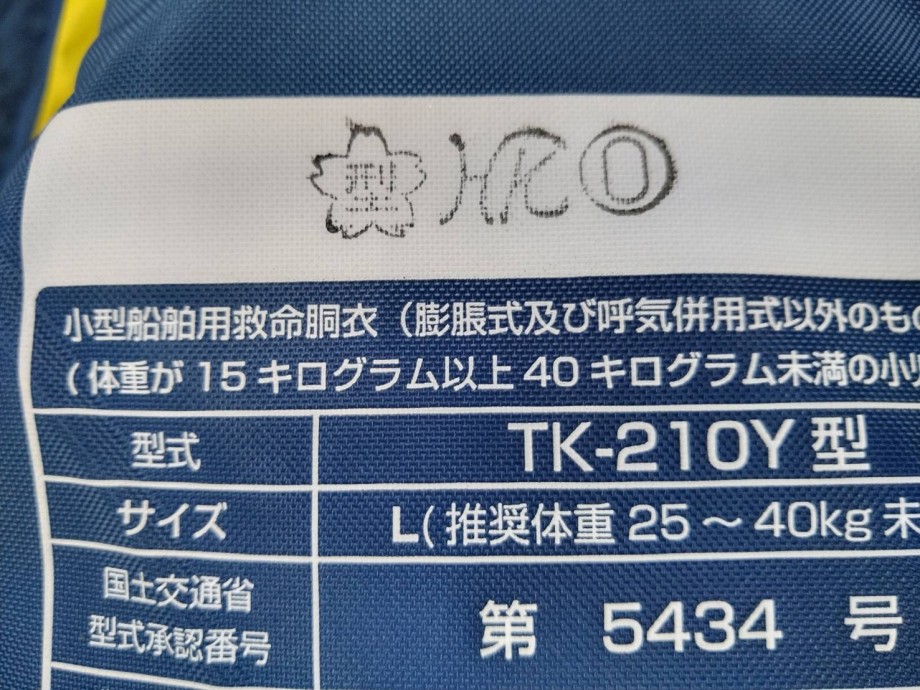 型 HK D
小型船舶用救命胴衣（膨脹式及び呼気併用式以外のも
（体重が 15 キログラム以上 40 キログラム未満の小
型式
TK-210Y 型
サイズ
L( 推奨体重 25 ～ 40kg 未
国土交通省
型式承認番号
第 5434 号